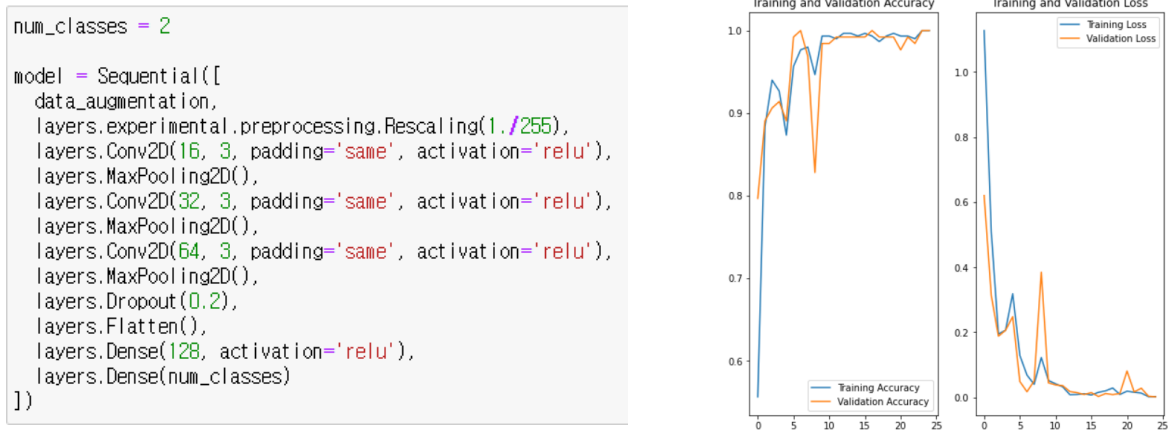 num_classes = 2
model = Sequential([
data_augmentation,
layers.experimental.preprocessing.Rescaling(1./255),
layers.Conv2D(16, 3, padding='same', activation='relu'),
layers.MaxPooling2D(),
layers.Conv2D(32, 3, padding='same', activation='relu'),
layers.MaxPooling2D(),
layers.Conv2D(64, 3, padding='same', activation='relu'),
layers.MaxPooling2D(),
layers.Dropout(0.2),
layers.Flatten(),
layers.Dense(128, activation='relu'),
layers.Dense(num_classes)
])
Training and Validation Accuracy
1.0
0.9
0.8
0.7
0.6
Training Accuracy
Validation Accuracy
0 5 10 15 20 25
Training and Validation Loss
Training Loss
Validation Loss
1.0
0.8
0.6
0.4
0.2
0.0
0 5 10 15 20 25